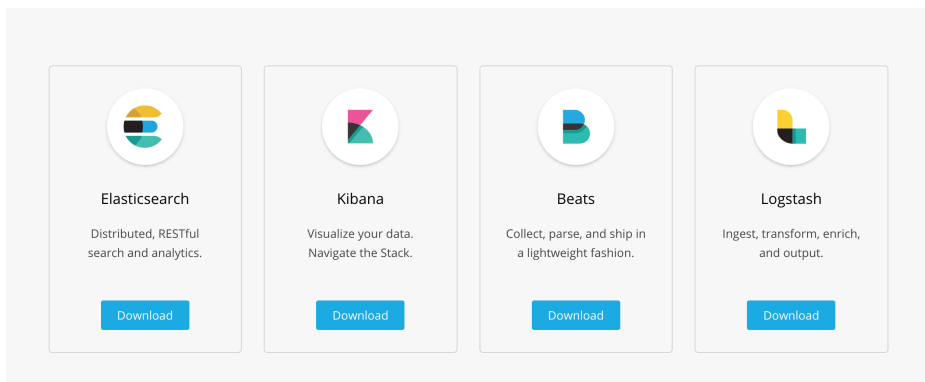 Elasticsearch
Distributed, RESTful
search and analytics.
Download
Kibana
Visualize your data.
Navigate the Stack.
Download
Beats
Collect, parse, and ship in
a lightweight fashion.
Download
Logstash
Ingest, transform, enrich,
and output.
Download